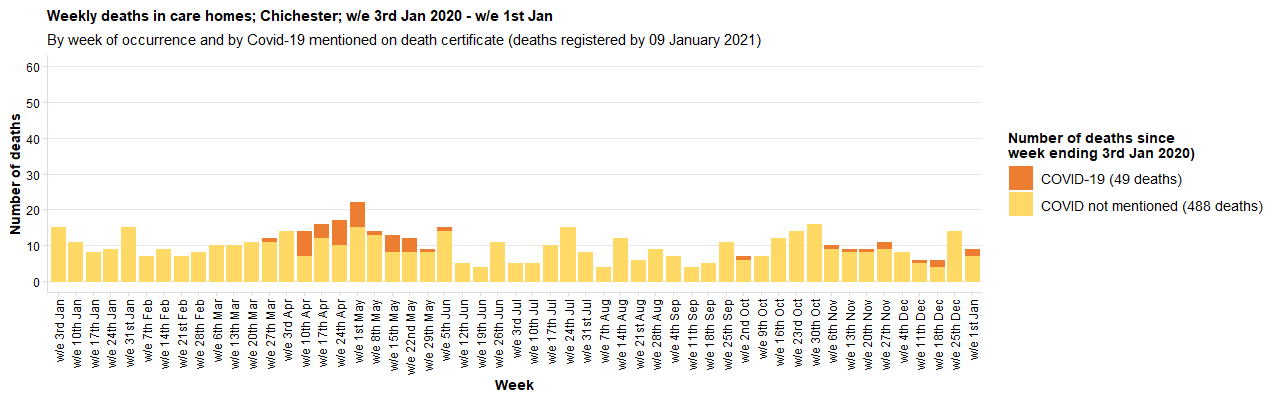 Weekly deaths in care homes; Chichester; w/e 3rd Jan 2020 - w/e 1st Jan
By week of occurrence and by Covid-19 mentioned on death certificate (deaths registered by 09 January 2021)
Number of deaths
60
50
40
30
20
10
0
w/e 3rd Jan
w/e 10th Jan
w/e 17th Jan
w/e 24th Jan
w/e 31st Jan
w/e 7th Feb
w/e 14th Feb
w/e 21st Feb
w/e 28th Feb
w/e 6th Mar
w/e 13th Mar
w/e 20th Mar
w/e 27th Mar
w/e 3rd Apr
w/e 10th Apr
w/e 17th Apr
w/e 24th Apr
w/e 1st May
w/e 8th May
w/e 15th May
w/e 22nd May
w/e 29th May
w/e 5th Jun
w/e 12th Jun
w/e 19th Jun
w/e 26th Jun
w/e 3rd Jul
w/e 10th Jul
w/e 17th Jul
w/e 24th Jul
w/e 31st Jul
w/e 7th Aug
w/e 14th Aug
w/e 21st Aug
w/e 28th Aug
w/e 4th Sep
w/e 11th Sep
w/e 18th Sep
w/e 25th Sep
w/e 2nd Oct
w/e 9th Oct
w/e 16th Oct
w/e 23rd Oct
w/e 30th Oct
w/e 6th Nov
w/e 13th Nov
w/e 20th Nov
w/e 27th Nov
w/e 4th Dec
w/e 11th Dec
w/e 18th Dec
w/e 25th Dec
w/e 1st Jan
Week
Number of deaths since
week ending 3rd Jan 2020)
COVID-19 (49 deaths)
COVID not mentioned (488 deaths)